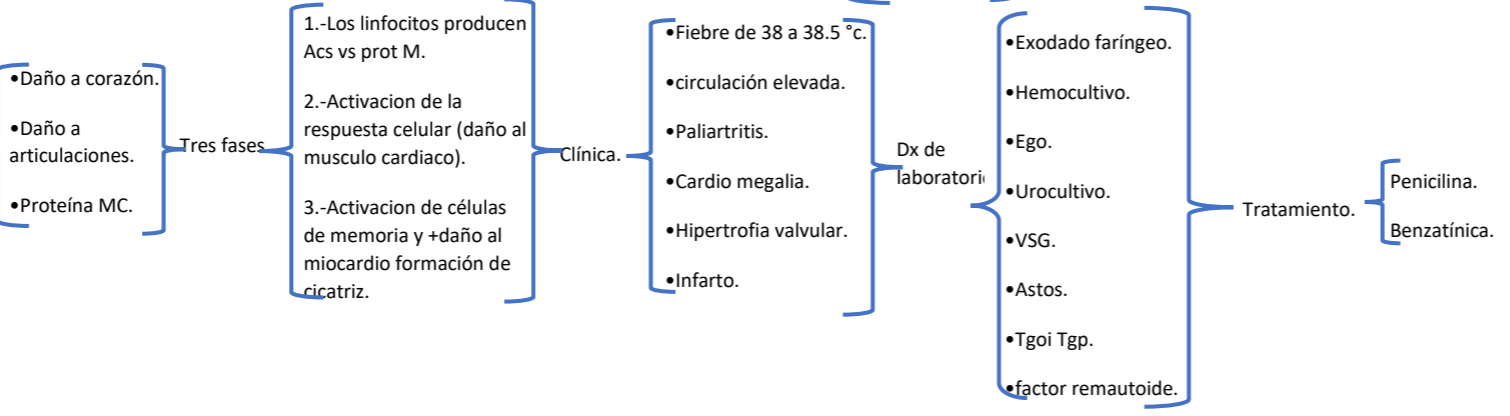 •Daño a corazón.
•Daño a
articulaciones.
•Proteína MC.
Tres fases
1.-Los linfocitos producen
Acs vs prot M.
2.-Activacion de la
respuesta celular (daño al
musculo cardiaco).
3.-Activacion de células
de memoria y +daño al
miocardio formación de
cicatriz.
Clínica.
•Fiebre de 38 a 38.5 °c.
•circulación elevada.
•Paliartritis.
•Cardio megalia.
•Hipertrofia valvular.
•Infarto.
Dx de
laboratori
•Exodado faríngeo.
•Hemocultivo.
•Ego.
•Urocultivo.
•VSG.
•Astos.
•Tgoi Tgp.
•factor remautoide.
Tratamiento.
Penicilina.
Benzatínica.